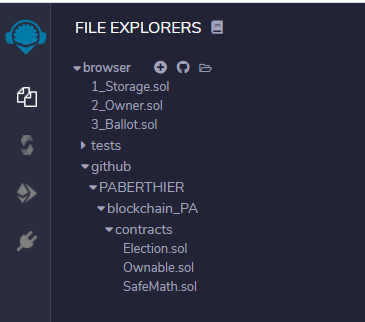 FILE EXPLORERS
browser
1_Storage.sol
2_Owner.sol
3_Ballot.sol
tests
github
PABERTHIER
blockchain_PA
contracts
Election.sol
Ownable.sol
SafeMath.sol